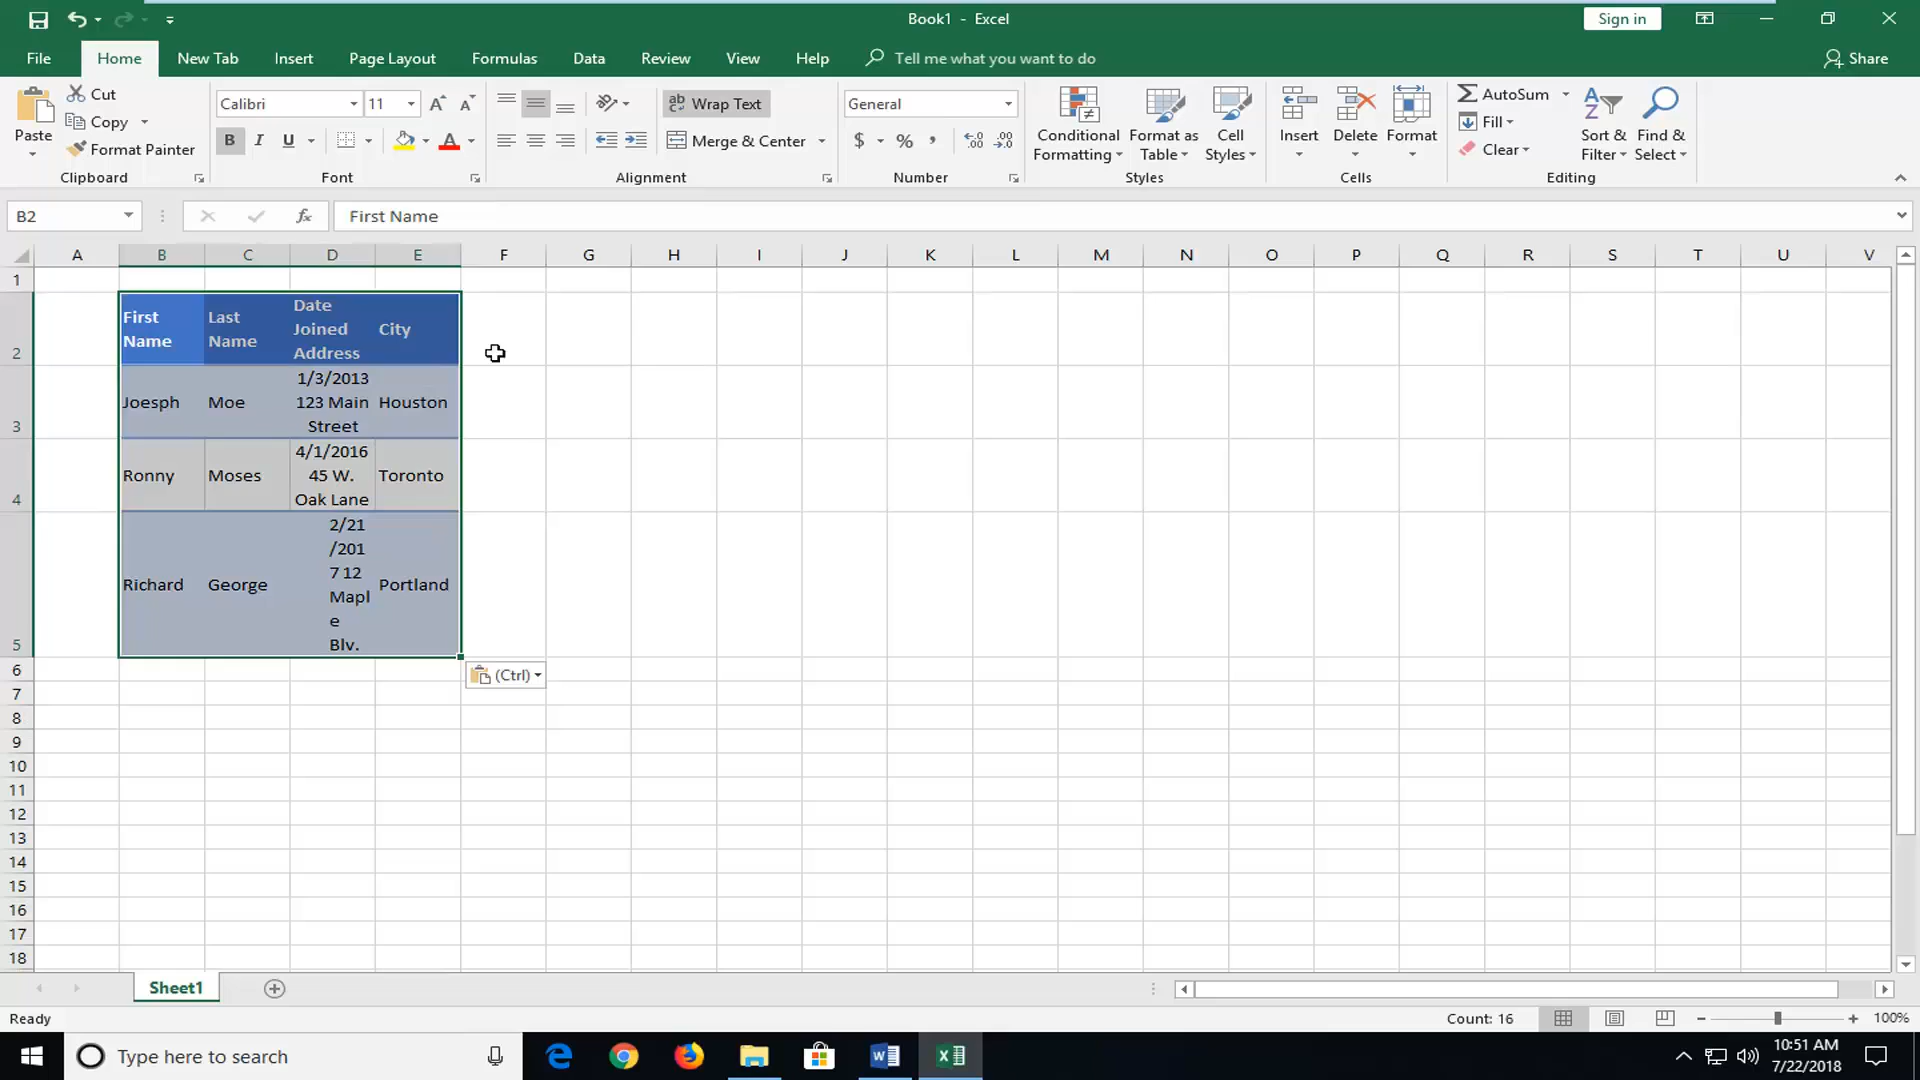 Book1 - Excel
Sign in
File Home New Tab Insert Page Layout Formulas Data Review View Help Tell me what you want to do Share
Paste
Cut
Copy
Format Painter
Clipboard
Calibri 11
B I U
Font
Wrap Text
Merge & Center
Alignment
General
$ % ,
Number
Conditional Formatting
Format as Table
Cell Styles
Styles
Insert
Delete
Format
Cells
AutoSum
Fill
Clear
Sort & Filter
Find & Select
Editing
B2 fx First Name
A B C D E F G H I J K L M N O P Q R S T U V
1
2
First
Name
Last
Name
Date
Joined
Address
City
3
Joesph
Moe
1/3/2013
123 Main
Street
Houston
4
Ronny
Moses
4/1/2016
45 W.
Oak Lane
Toronto
5
Richard
George
2/21
/201
7 12
Mapl
e
Blv.
Portland
(Ctrl)
6
7
8
9
10
11
12
13
14
15
16
17
18
Sheet1
Ready Count: 16 100%
Type here to search
10:51 AM
7/22/2018